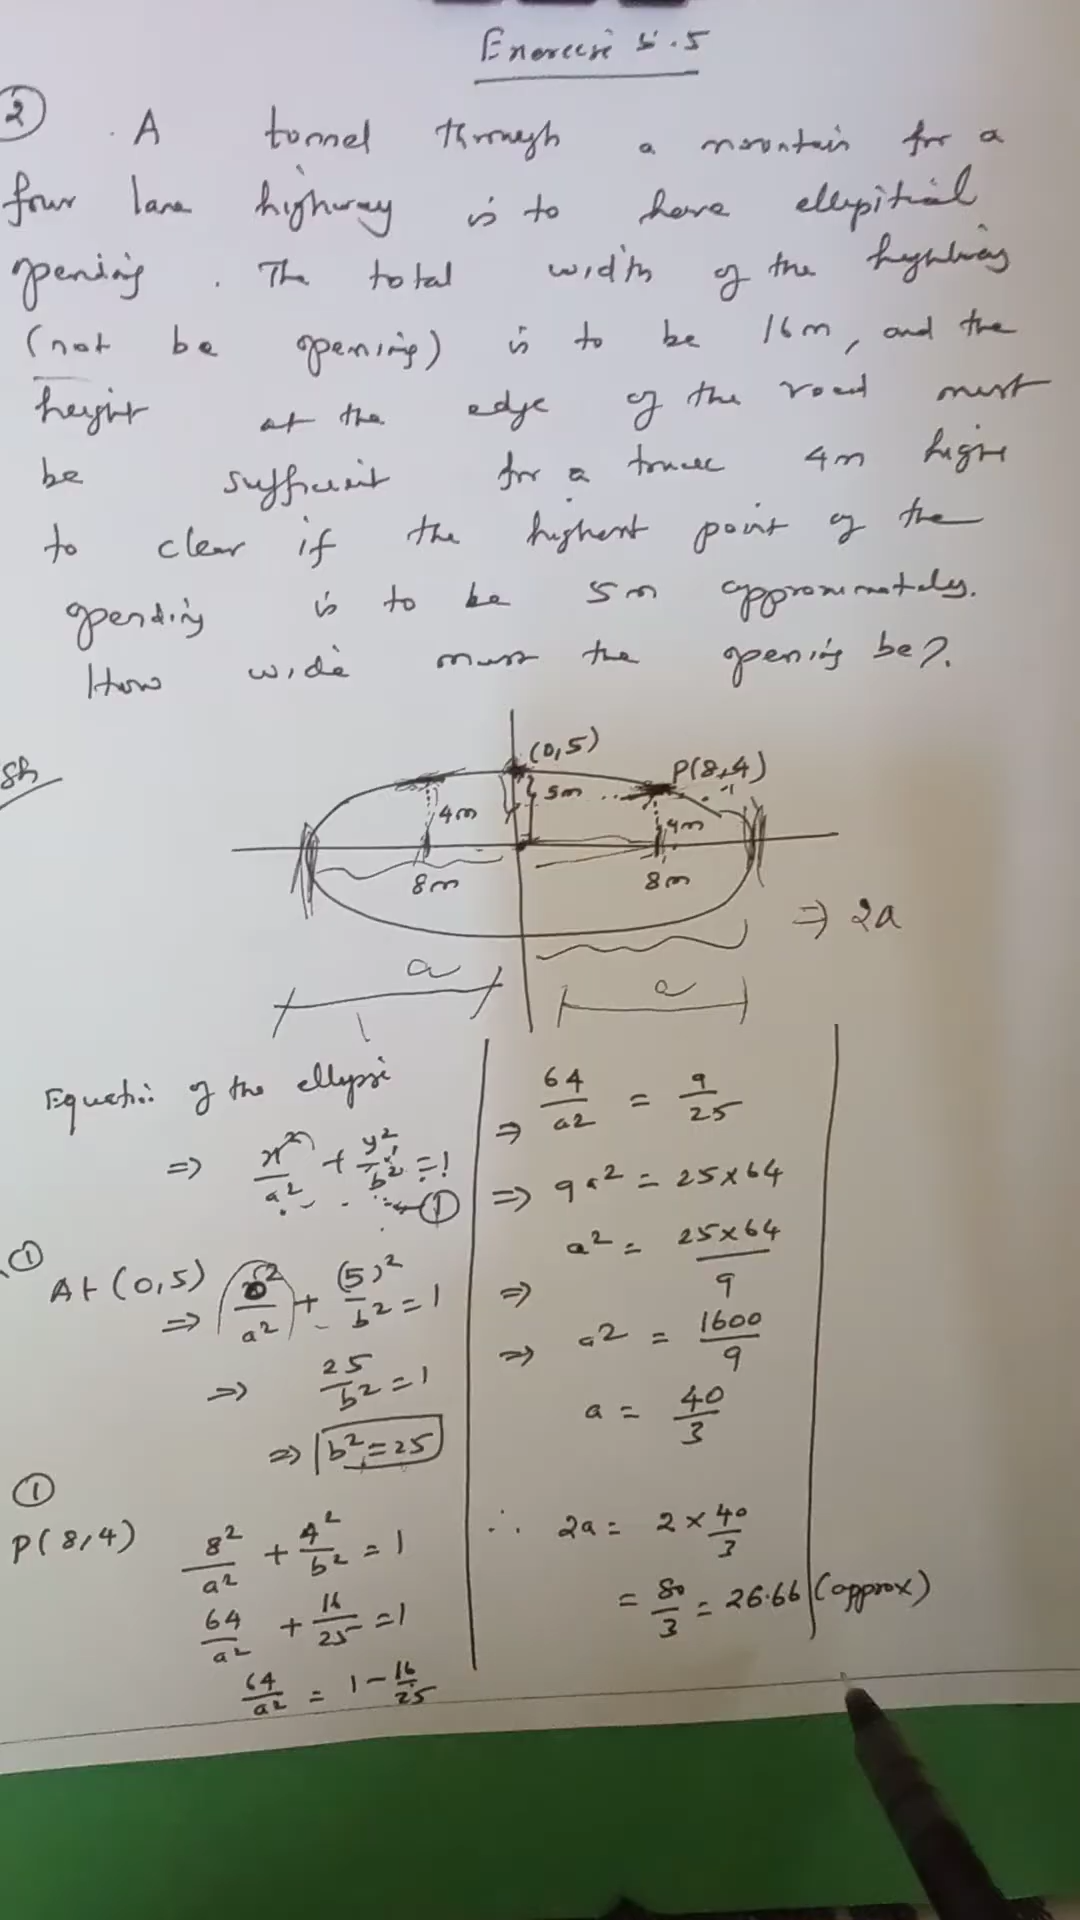 Exercise 5.5
2 A tunnel through a mountain for a
four lane highway is to have ellepitical
opening. The total width of the highway
(not be opening) is to be 16m, and the
height at the edge of the road must
be sufficient for a truck 4m high
to clear if the highest point of the
opening is to be 5m approximately.
How wide must the opening be?.
(0,5)
P(8,4)
5m
4m
4m
8m
8m
⇒ 2a
a
a
Equation of the ellipse
⇒ x²/a² + y²/b² = 1
①
① At (0,5)
⇒ 0²/a² + (5)²/b² = 1
⇒ 25/b² = 1
⇒ b² = 25
①
P(8,4) 8²/a² + 4²/b² = 1
64/a² + 16/25 = 1
64/a² = 1 - 16/25
⇒ 64/a² = 9/25
⇒ 9a² = 25×64
⇒ a² = 25×64/9
⇒ a² = 1600/9
a = 40/3
∴ 2a = 2 × 40/3
= 80/3 = 26.66 (approx)